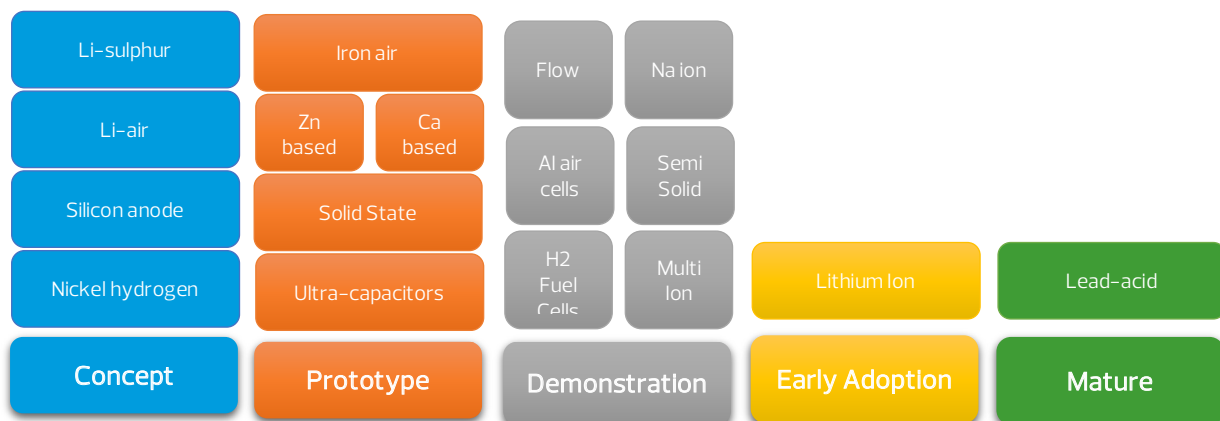 Li-sulphur
Li-air
Silicon anode
Nickel hydrogen
Concept
Iron air
Zn
based
Ca
based
Solid State
Ultra-capacitors
Prototype
Flow
Na ion
Al air
cells
Semi
Solid
H2
Fuel
Cells
Multi
Ion
Demonstration
Lithium Ion
Early Adoption
Lead-acid
Mature